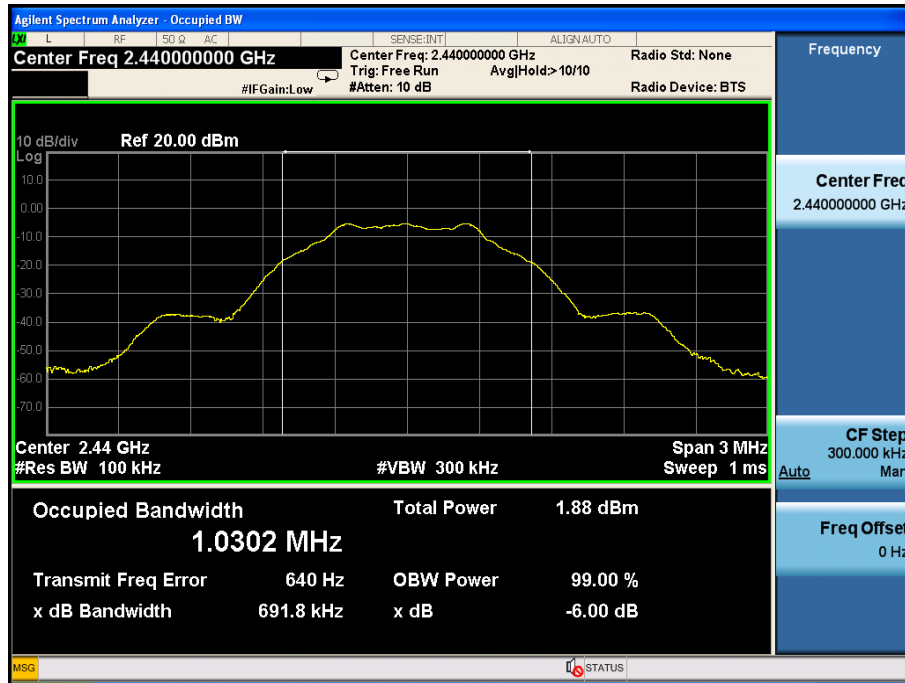 Agilent Spectrum Analyzer - Occupied BW
LXI L RF 50 Ω AC SENSE:INT ALIGN AUTO
Center Freq 2.440000000 GHz
Center Freq: 2.440000000 GHz Radio Std: None
Trig: Free Run Avg|Hold:>10/10
#IFGain:Low #Atten: 10 dB Radio Device: BTS
10 dB/div Ref 20.00 dBm
Log
10.0
0.00
-10.0
-20.0
-30.0
-40.0
-50.0
-60.0
-70.0
Center 2.44 GHz Span 3 MHz
#Res BW 100 kHz #VBW 300 kHz Sweep 1 ms
Occupied Bandwidth Total Power 1.88 dBm
1.0302 MHz
Transmit Freq Error 640 Hz OBW Power 99.00 %
x dB Bandwidth 691.8 kHz x dB -6.00 dB
MSG STATUS
Frequency
Center Freq
2.440000000 GHz
CF Step
300.000 kHz
Auto Man
Freq Offset
0 Hz